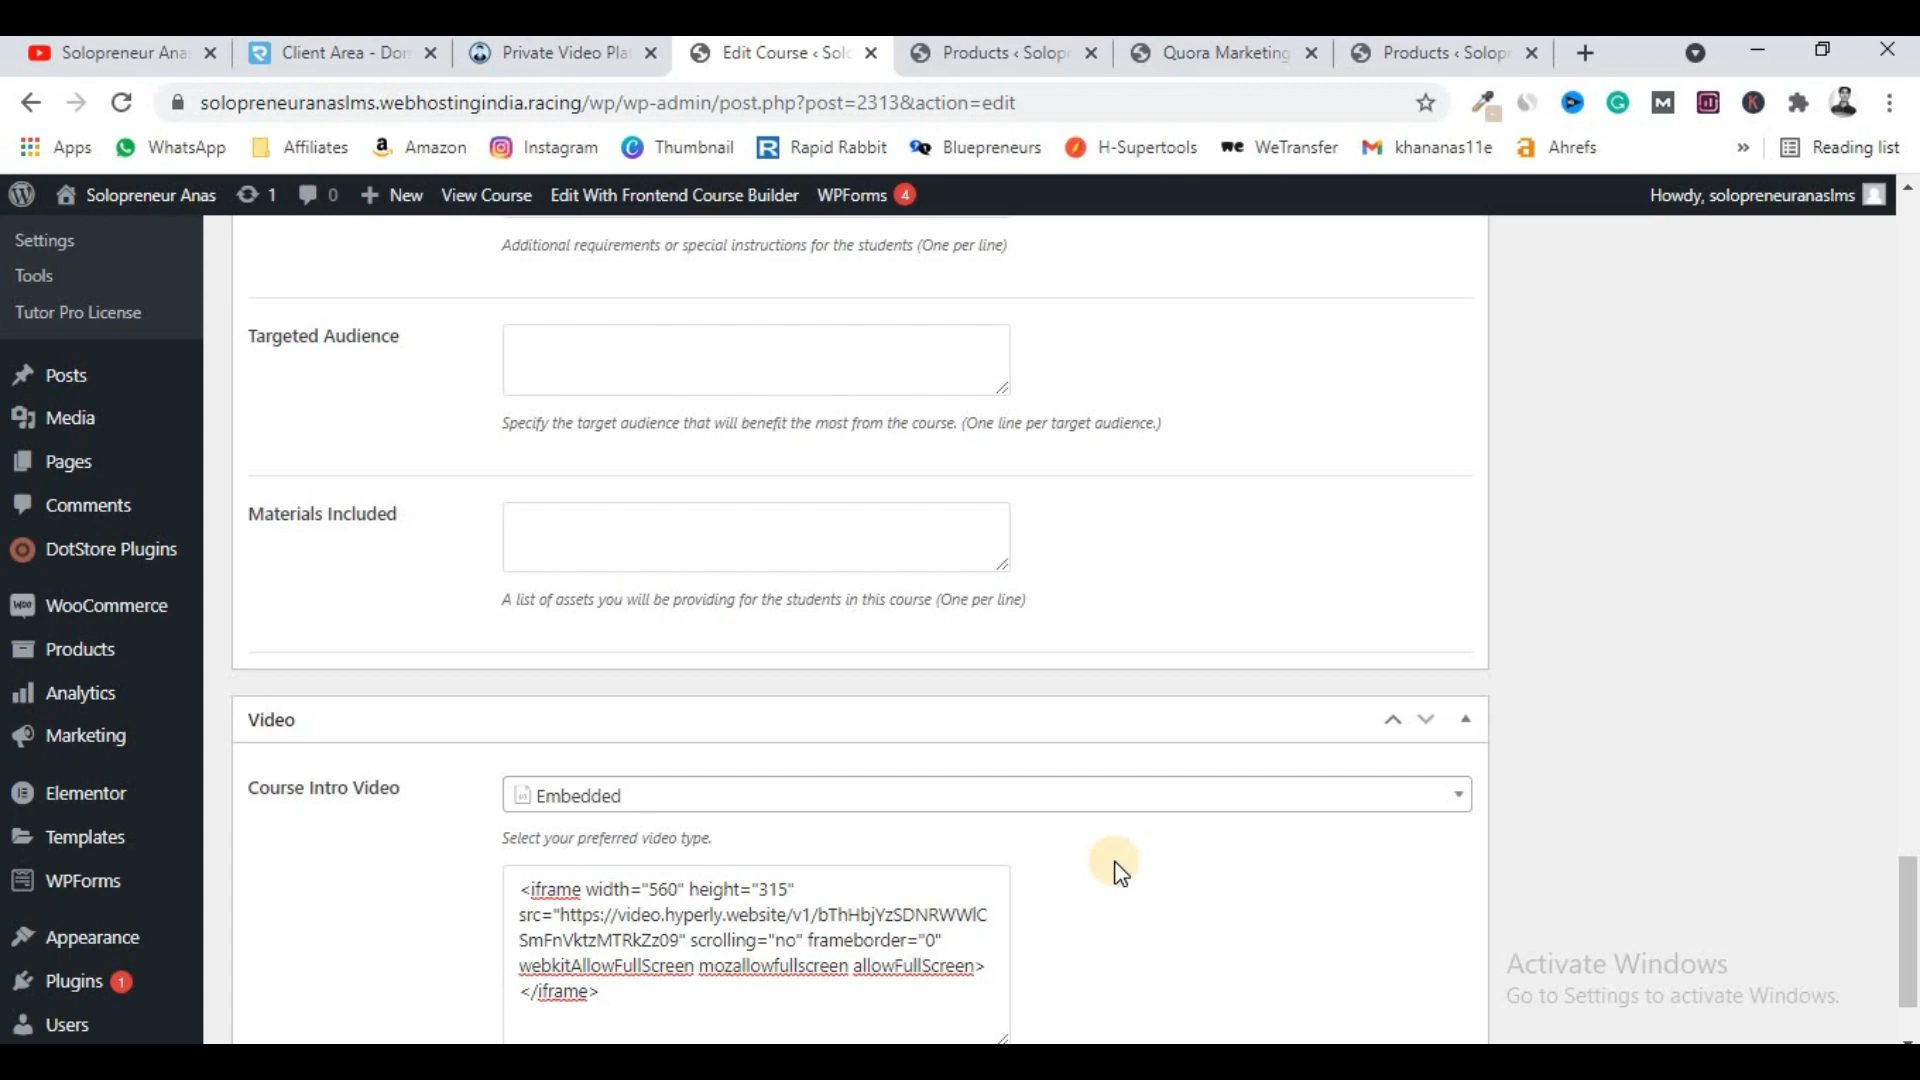 Solopreneur Ana
Client Area - Dom
Private Video Plat
Edit Course ‹ Solo
Products ‹ Solopr
Quora Marketing
Products ‹ Solopr
solopreneuranaslms.webhostingindia.racing/wp/wp-admin/post.php?post=2313&action=edit
Apps
WhatsApp
Affiliates
Amazon
Instagram
Thumbnail
Rapid Rabbit
Bluepreneurs
H-Supertools
WeTransfer
khananas11e
Ahrefs
»
Reading list
Solopreneur Anas
1
0
New
View Course
Edit With Frontend Course Builder
WPForms 4
Howdy, solopreneuranaslms
Settings
Tools
Tutor Pro License
Posts
Media
Pages
Comments
DotStore Plugins
WooCommerce
Products
Analytics
Marketing
Elementor
Templates
WPForms
Appearance
Plugins 1
Users
Additional requirements or special instructions for the students (One per line)
Targeted Audience
Specify the target audience that will benefit the most from the course. (One line per target audience.)
Materials Included
A list of assets you will be providing for the students in this course (One per line)
Video
Course Intro Video
Embedded
Select your preferred video type.
<iframe width="560" height="315"
src="https://video.hyperly.website/v1/bThHbjYzSDNRWWlC
SmFnVktzMTRkZz09" scrolling="no" frameborder="0"
webkitAllowFullScreen mozallowfullscreen allowFullScreen>
</iframe>
Activate Windows
Go to Settings to activate Windows.